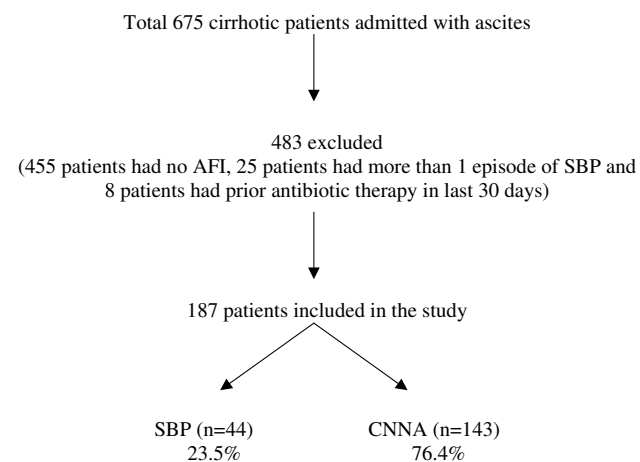 Total 675 cirrhotic patients admitted with ascites
483 excluded
(455 patients had no AFI, 25 patients had more than 1 episode of SBP and
8 patients had prior antibiotic therapy in last 30 days)
187 patients included in the study
SBP (n=44)
23.5%
CNNA (n=143)
76.4%